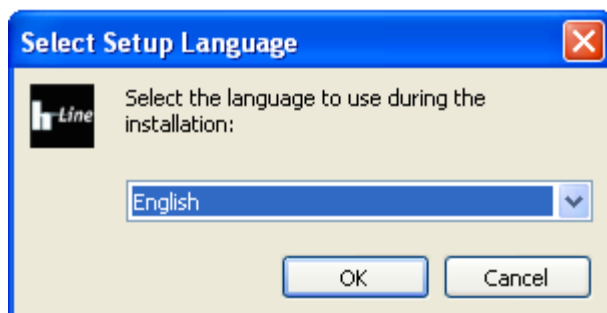 Select Setup Language
h-Line
Select the language to use during the
installation:
English
OK
Cancel